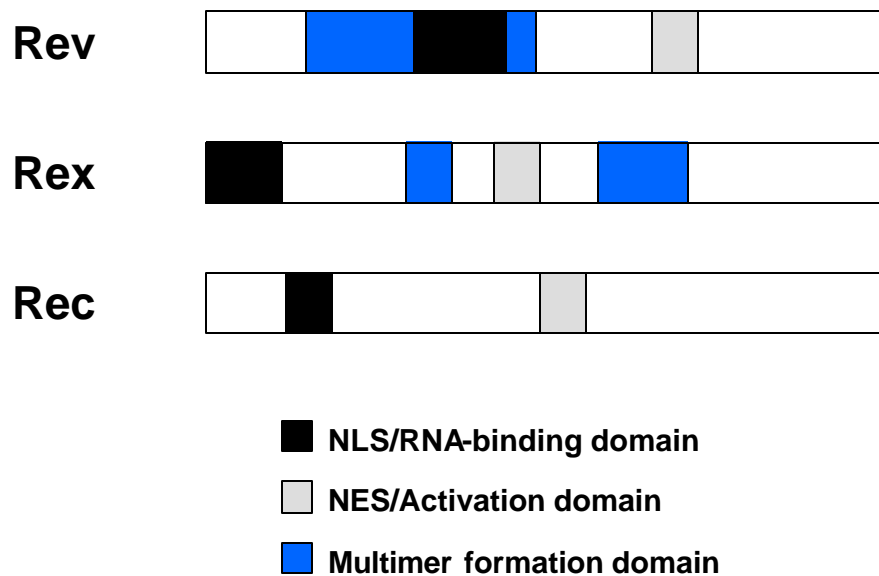 Rev
Rex
Rec
NLS/RNA-binding domain
NES/Activation domain
Multimer formation domain